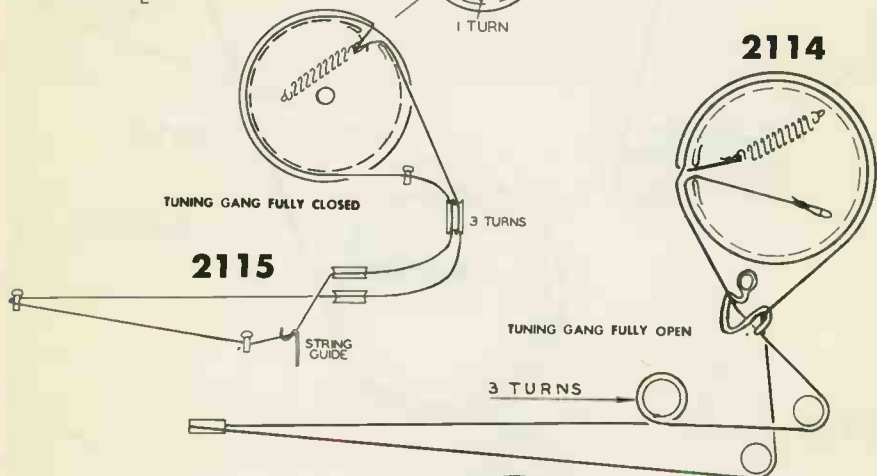 1 TURN
2114
TUNING GANG FULLY CLOSED
3 TURNS
2115
STRING
GUIDE
TUNING GANG FULLY OPEN
3 TURNS